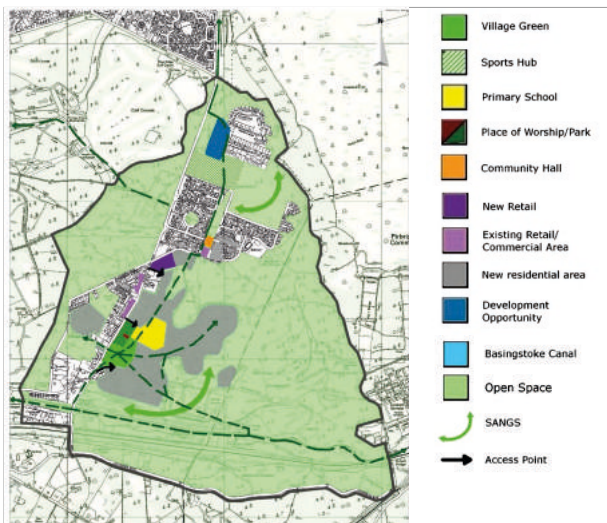 N
Village Green
Sports Hub
Primary School
Place of Worship/Park
Community Hall
New Retail
Existing Retail/
Commercial Area
New residential area
Development
Opportunity
Basingstoke Canal
Open Space
SANGS
Access Point